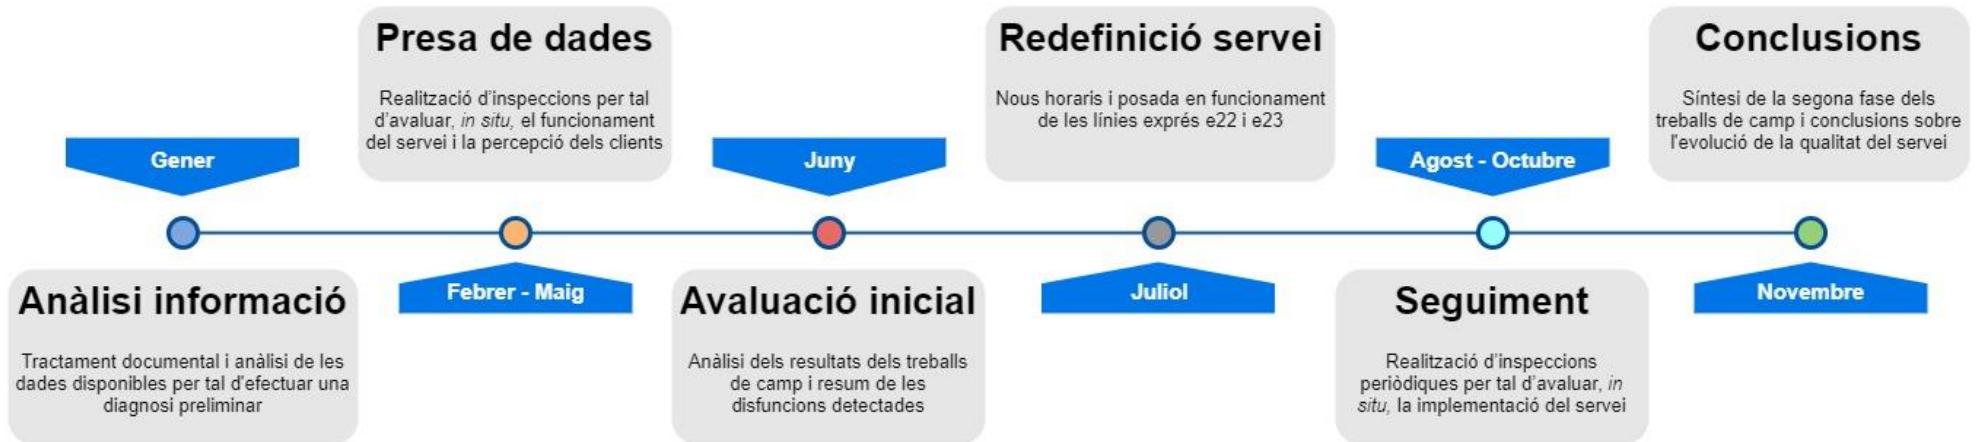 Gener
Anàlisi informació
Tractament documental i anàlisi de les
dades disponibles per tal d'efectuar una
diagnosi preliminar
Presa de dades
Realització d'inspeccions per tal
d'avaluar, in situ, el funcionament
del servei i la percepció dels clients
Febrer - Maig
Juny
Avaluació inicial
Anàlisi dels resultats dels treballs
de camp i resum de les
disfuncions detectades
Redefinició servei
Nous horaris i posada en funcionament
de les línies exprés e22 i e23
Juliol
Agost - Octubre
Seguiment
Realització d'inspeccions
periòdiques per tal d'avaluar, in
situ, la implementació del servei
Conclusions
Síntesi de la segona fase dels
treballs de camp i conclusions sobre
l'evolució de la qualitat del servei
Novembre